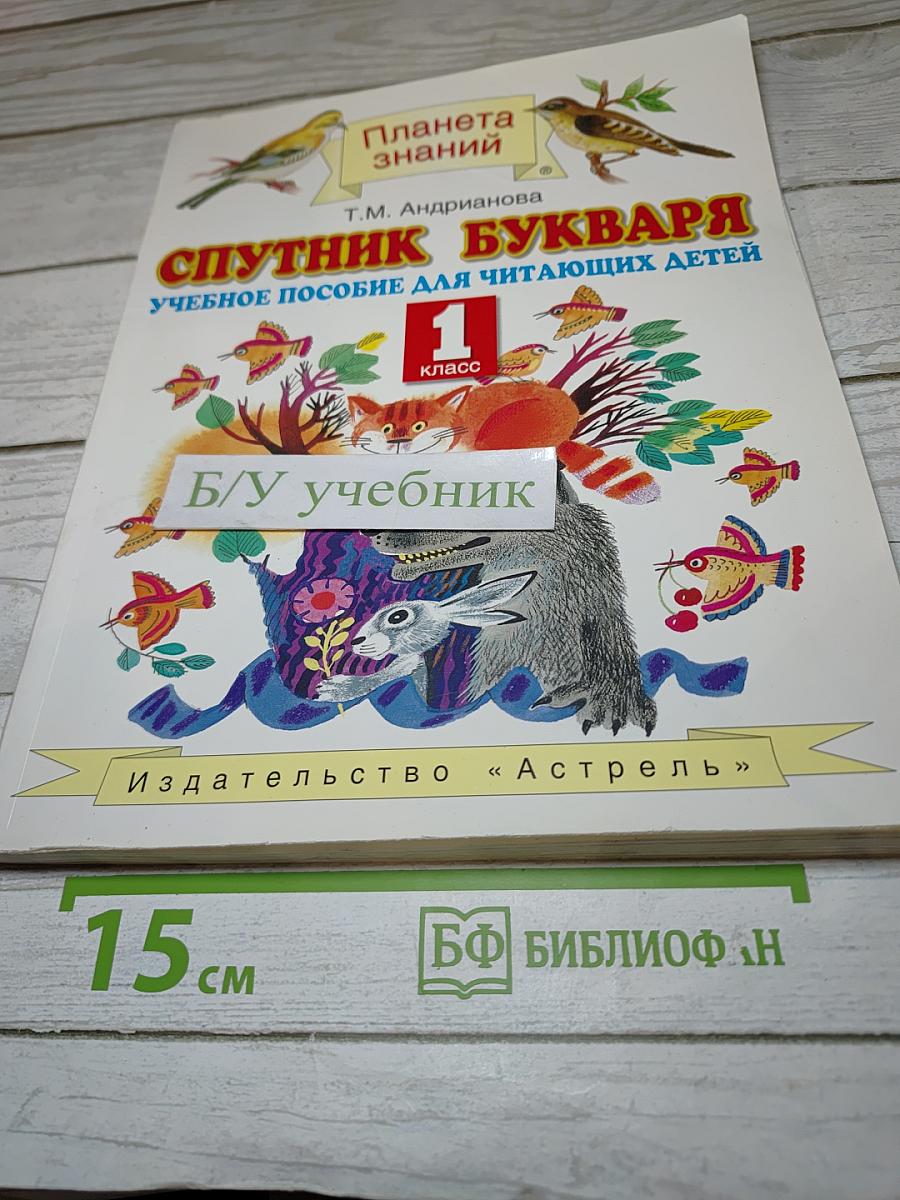 Планета
знаний
®
Т.М. Андрианова
СПУТНИК БУКВАРЯ
УЧЕБНОЕ ПОСОБИЕ ДЛЯ ЧИТАЮЩИХ ДЕТЕЙ
1
класс
Б/У учебник
Издательство «Астрель»
15 см
БФ